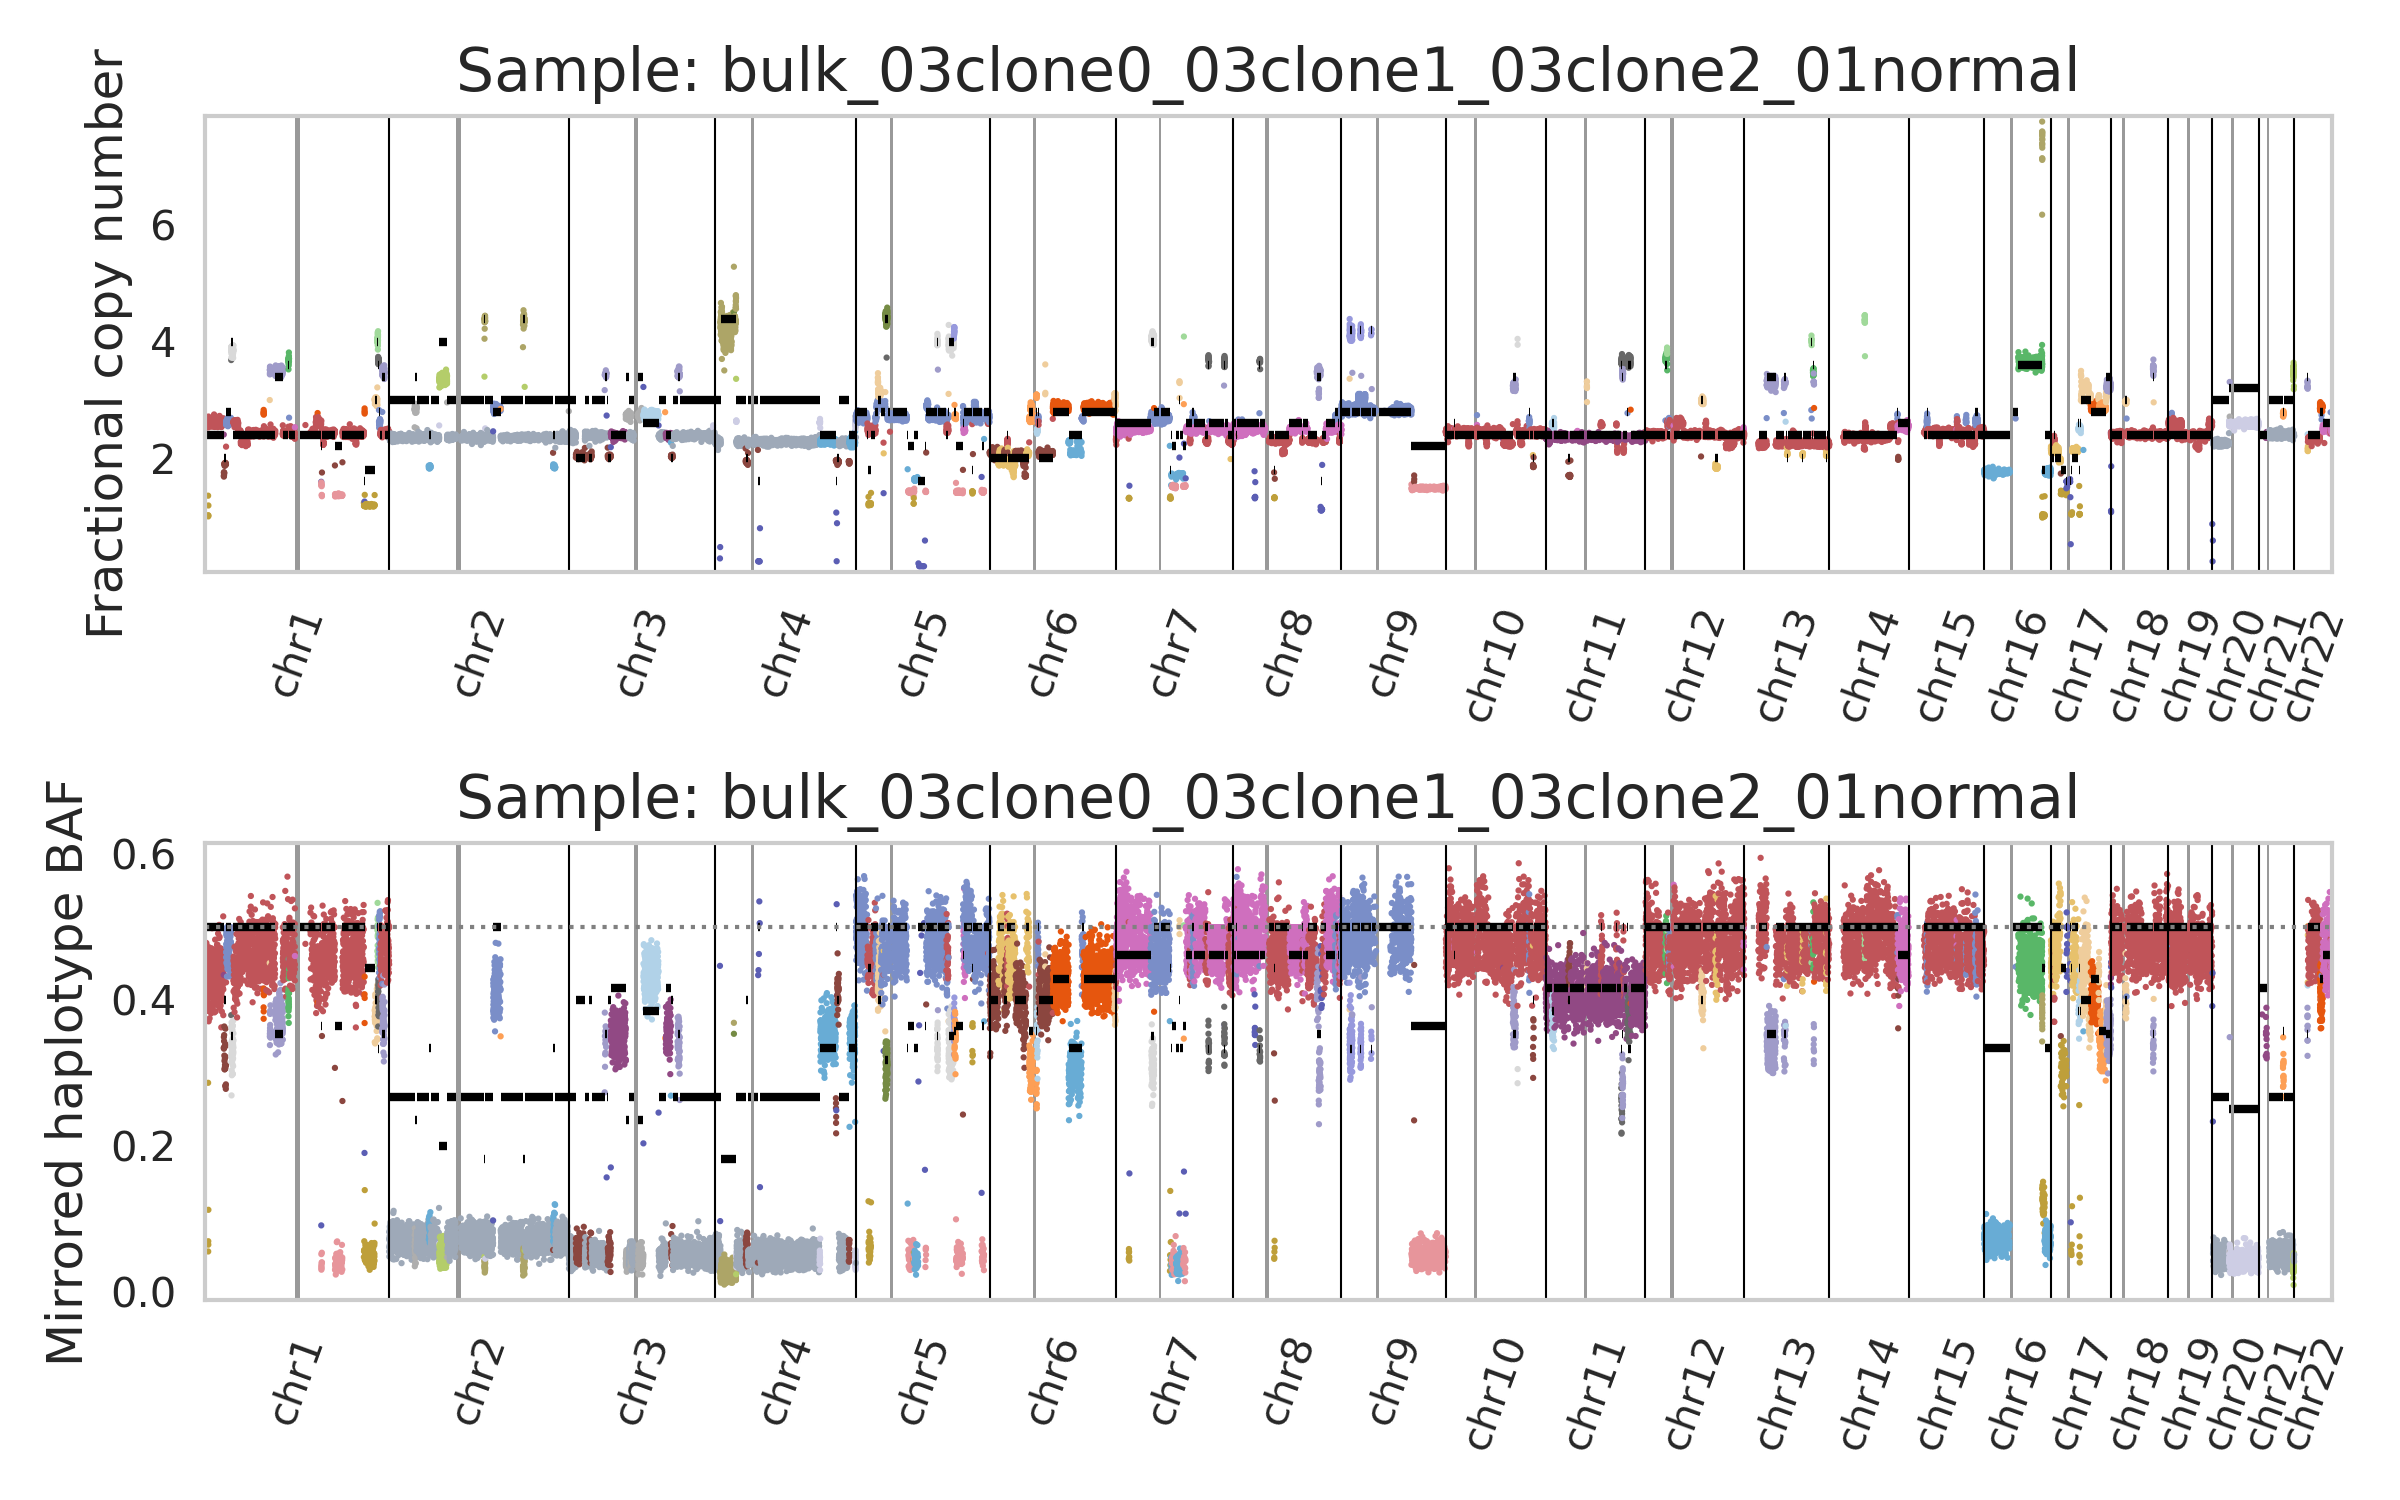 Sample: bulk_03clone0_03clone1_03clone2_01normal
Fractional copy number
6
4
2
chr1 chr2 chr3 chr4 chr5 chr6 chr7 chr8 chr9 chr10 chr11 chr12 chr13 chr14 chr15 chr16 chr17 chr18 chr19 chr20 chr21 chr22
Sample: bulk_03clone0_03clone1_03clone2_01normal
Mirrored haplotype BAF
0.6
0.4
0.2
0.0
chr1 chr2 chr3 chr4 chr5 chr6 chr7 chr8 chr9 chr10 chr11 chr12 chr13 chr14 chr15 chr16 chr17 chr18 chr19 chr20 chr21 chr22